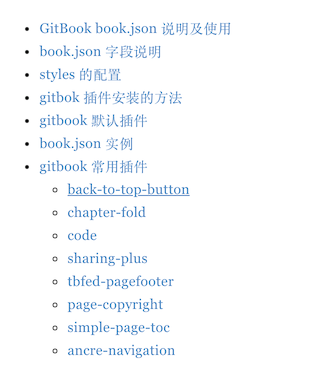 GitBook book.json 说明及使用
book.json 字段说明
styles 的配置
gitbok 插件安装的方法
gitbook 默认插件
book.json 实例
gitbook 常用插件
back-to-top-button
chapter-fold
code
sharing-plus
tbfed-pagefooter
page-copyright
simple-page-toc
ancre-navigation